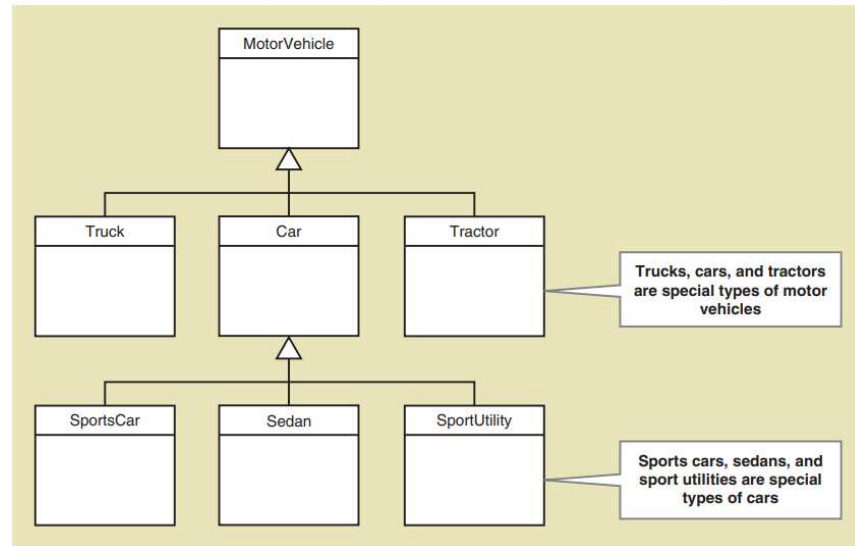 MotorVehicle
Truck
Car
Tractor
Trucks, cars, and tractors
are special types of motor
vehicles
SportsCar
Sedan
SportUtility
Sports cars, sedans, and
sport utilities are special
types of cars